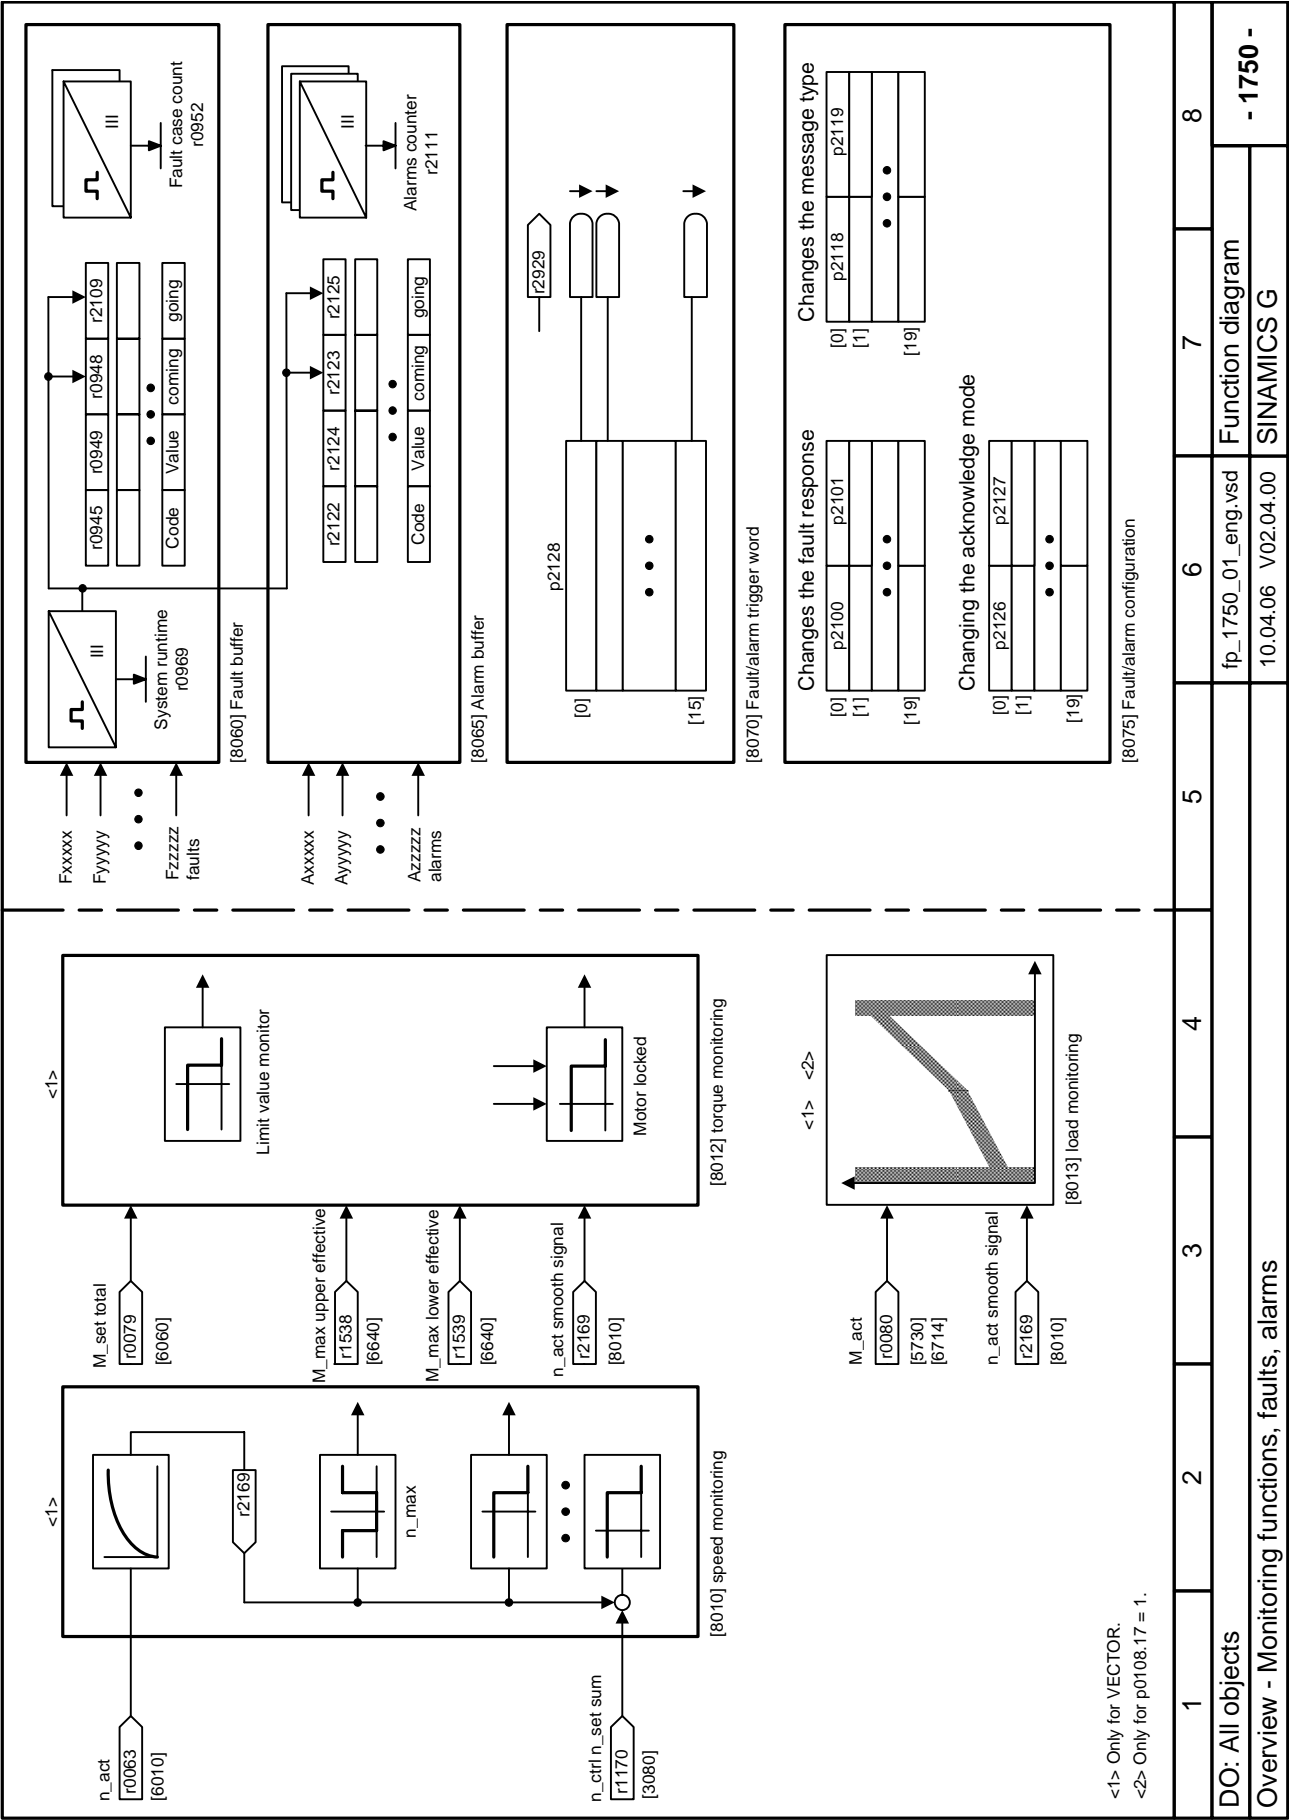 <1>
n_act
r0063
[6010]
r2169
n_max
n_ctrl n_set sum
r1170
[3080]
[8010] speed monitoring
<1>
M_set total
r0079
[6060]
Limit value monitor
M_max upper effective
r1538
[6640]
M_max lower effective
r1539
[6640]
n_act smooth signal
r2169
[8010]
Motor locked
[8012] torque monitoring
<1> <2>
M_act
r0080
[5730]
[6714]
n_act smooth signal
r2169
[8010]
[8013] load monitoring
Fxxxxx
Fyyyyy
Fzzzzz
faults
System runtime
r0969
r0945 r0949 r0948 r2109
Code Value coming going
Fault case count
r0952
[8060] Fault buffer
Axxxxx
Ayyyyy
Azzzzz
alarms
r2122 r2124 r2123 r2125
Code Value coming going
Alarms counter
r2111
[8065] Alarm buffer
r2929
p2128
[0]
[15]
[8070] Fault/alarm trigger word
Changes the fault response
p2100 p2101
[0]
[1]
[19]
Changes the message type
p2118 p2119
[0]
[1]
[19]
Changing the acknowledge mode
p2126 p2127
[0]
[1]
[19]
[8075] Fault/alarm configuration
<1> Only for VECTOR.
<2> Only for p0108.17 = 1.
1 2 3 4 5 6 7 8
DO: All objects
fp_1750_01_eng.vsd
Function diagram
- 1750 -
Overview - Monitoring functions, faults, alarms
10.04.06 V02.04.00
SINAMICS G